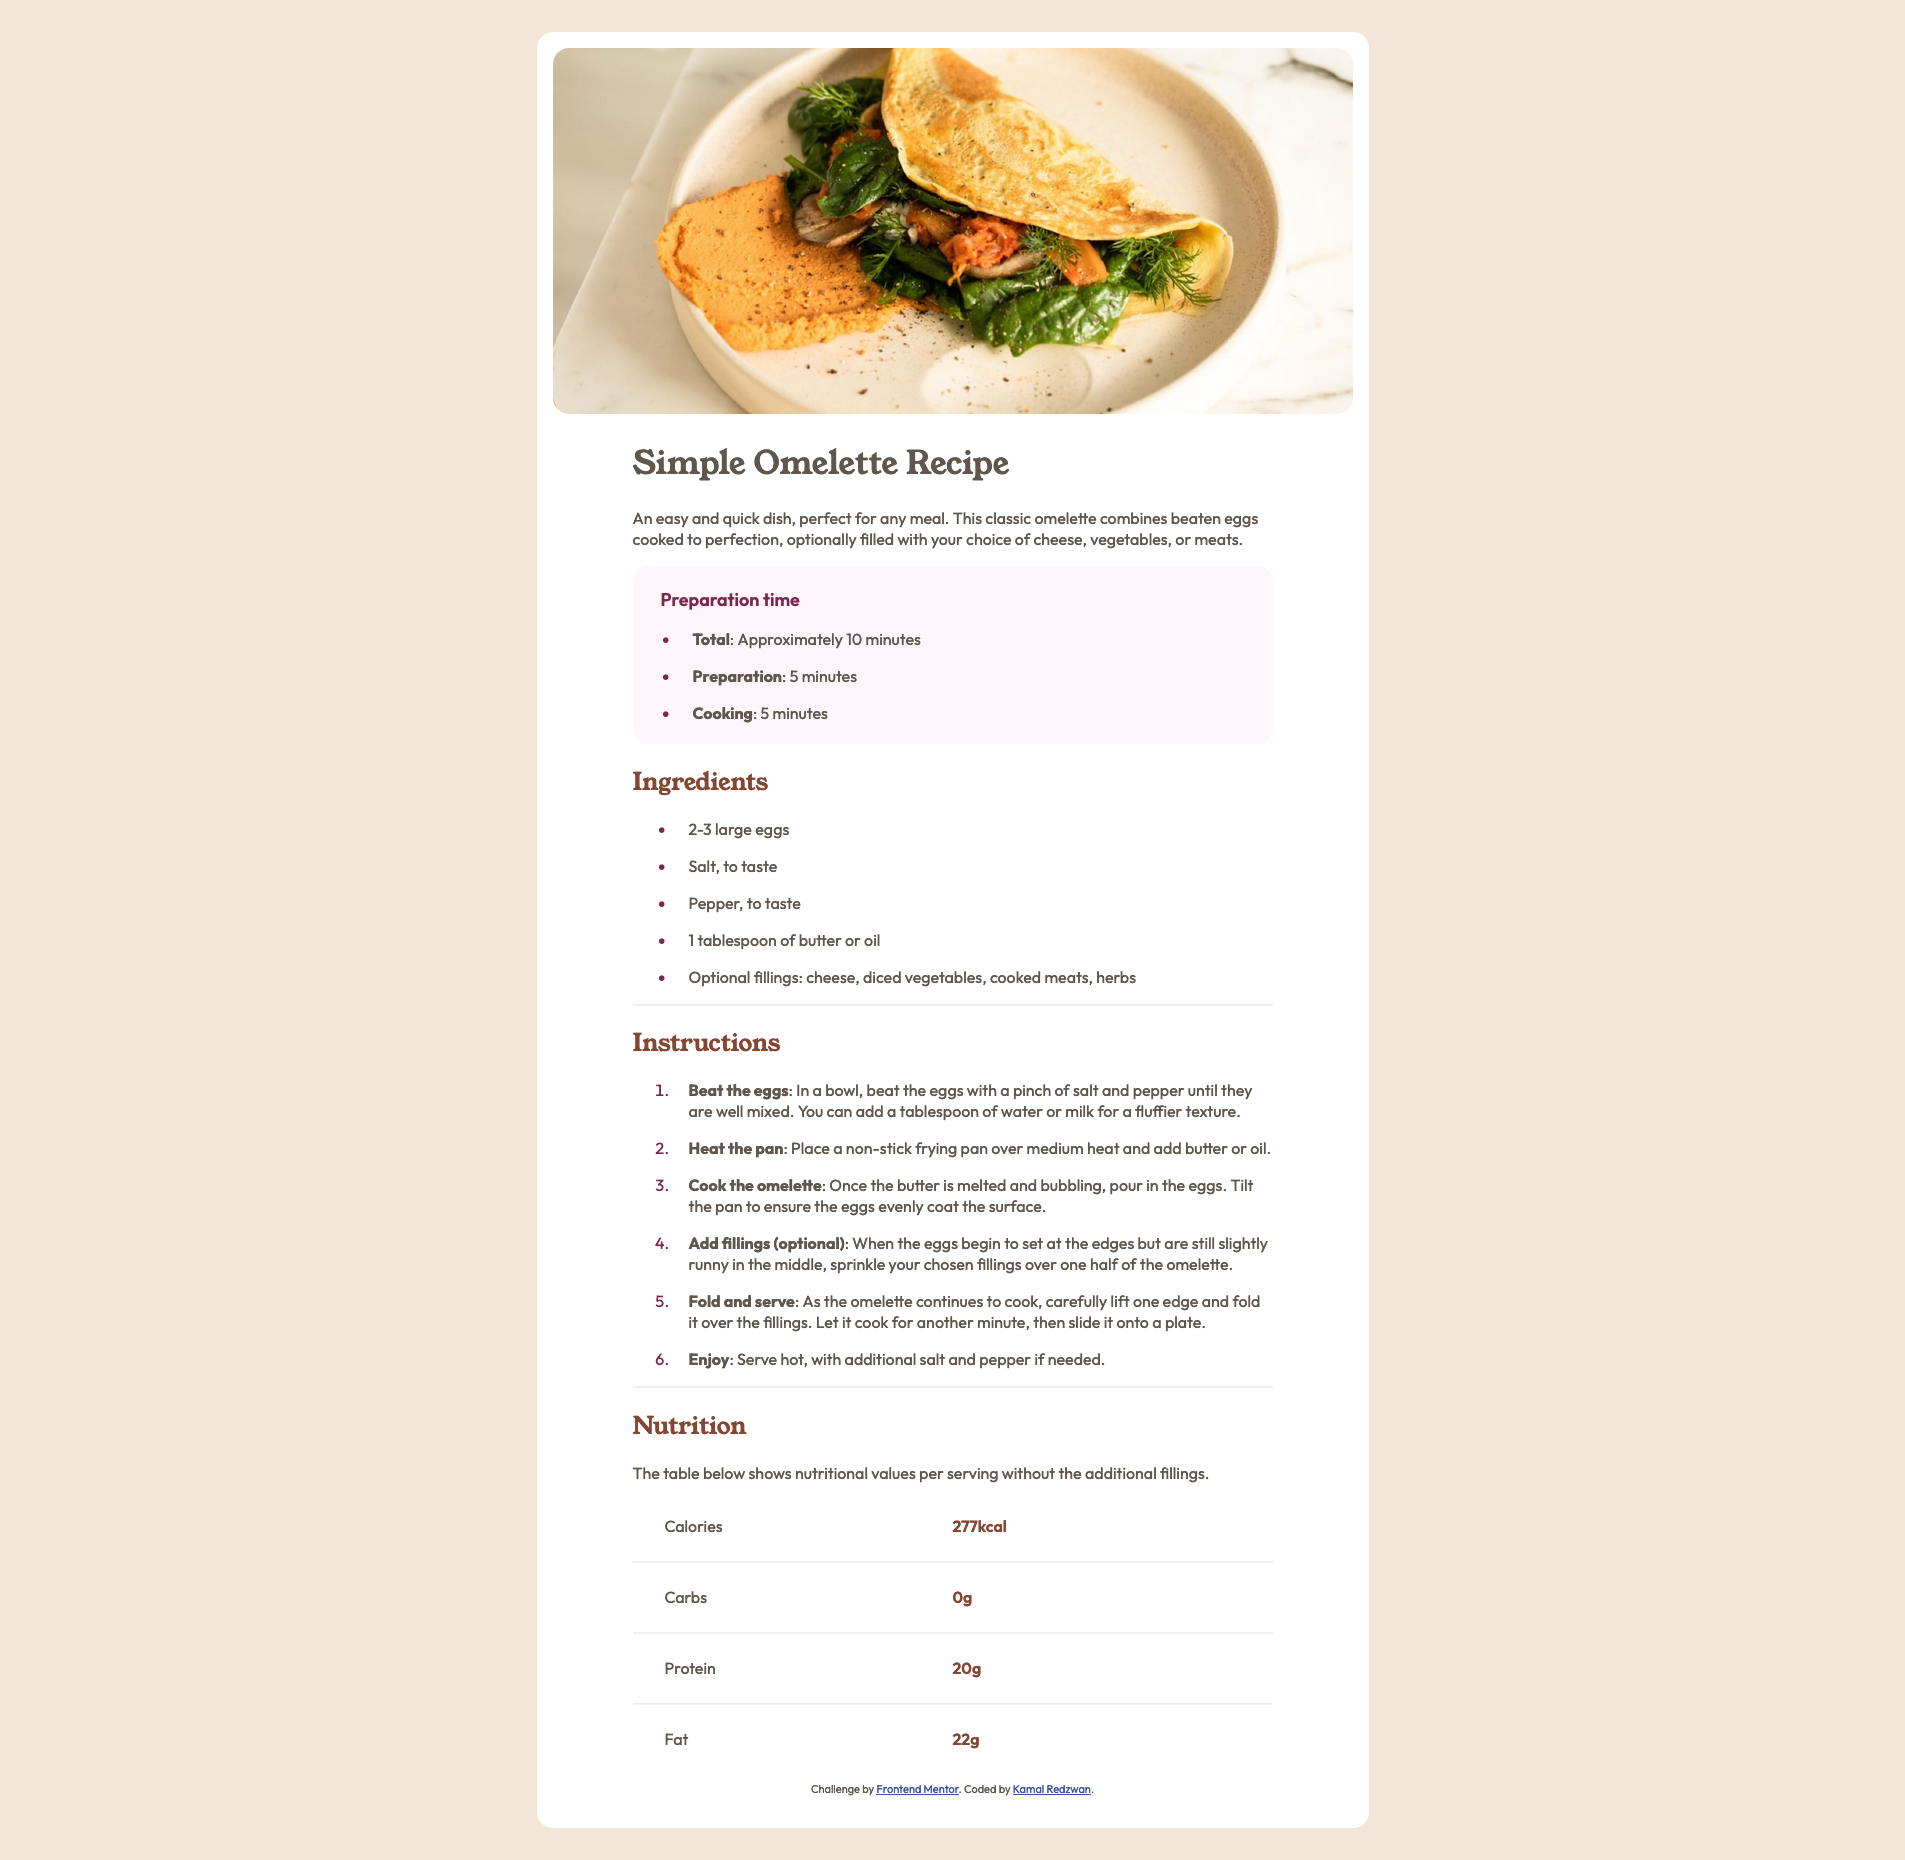 Simple Omelette Recipe
An easy and quick dish, perfect for any meal. This classic omelette combines beaten eggs
cooked to perfection, optionally filled with your choice of cheese, vegetables, or meats.
Preparation time
• Total: Approximately 10 minutes
• Preparation: 5 minutes
• Cooking: 5 minutes
Ingredients
• 2-3 large eggs
• Salt, to taste
• Pepper, to taste
• 1 tablespoon of butter or oil
• Optional fillings: cheese, diced vegetables, cooked meats, herbs
Instructions
1. Beat the eggs: In a bowl, beat the eggs with a pinch of salt and pepper until they
are well mixed. You can add a tablespoon of water or milk for a fluffier texture.
2. Heat the pan: Place a non-stick frying pan over medium heat and add butter or oil.
3. Cook the omelette: Once the butter is melted and bubbling, pour in the eggs. Tilt
the pan to ensure the eggs evenly coat the surface.
4. Add fillings (optional): When the eggs begin to set at the edges but are still slightly
runny in the middle, sprinkle your chosen fillings over one half of the omelette.
5. Fold and serve: As the omelette continues to cook, carefully lift one edge and fold
it over the fillings. Let it cook for another minute, then slide it onto a plate.
6. Enjoy: Serve hot, with additional salt and pepper if needed.
Nutrition
The table below shows nutritional values per serving without the additional fillings.
Calories 277kcal
Carbs 0g
Protein 20g
Fat 22g
Challenge by Frontend Mentor. Coded by Kamal Redzwan.